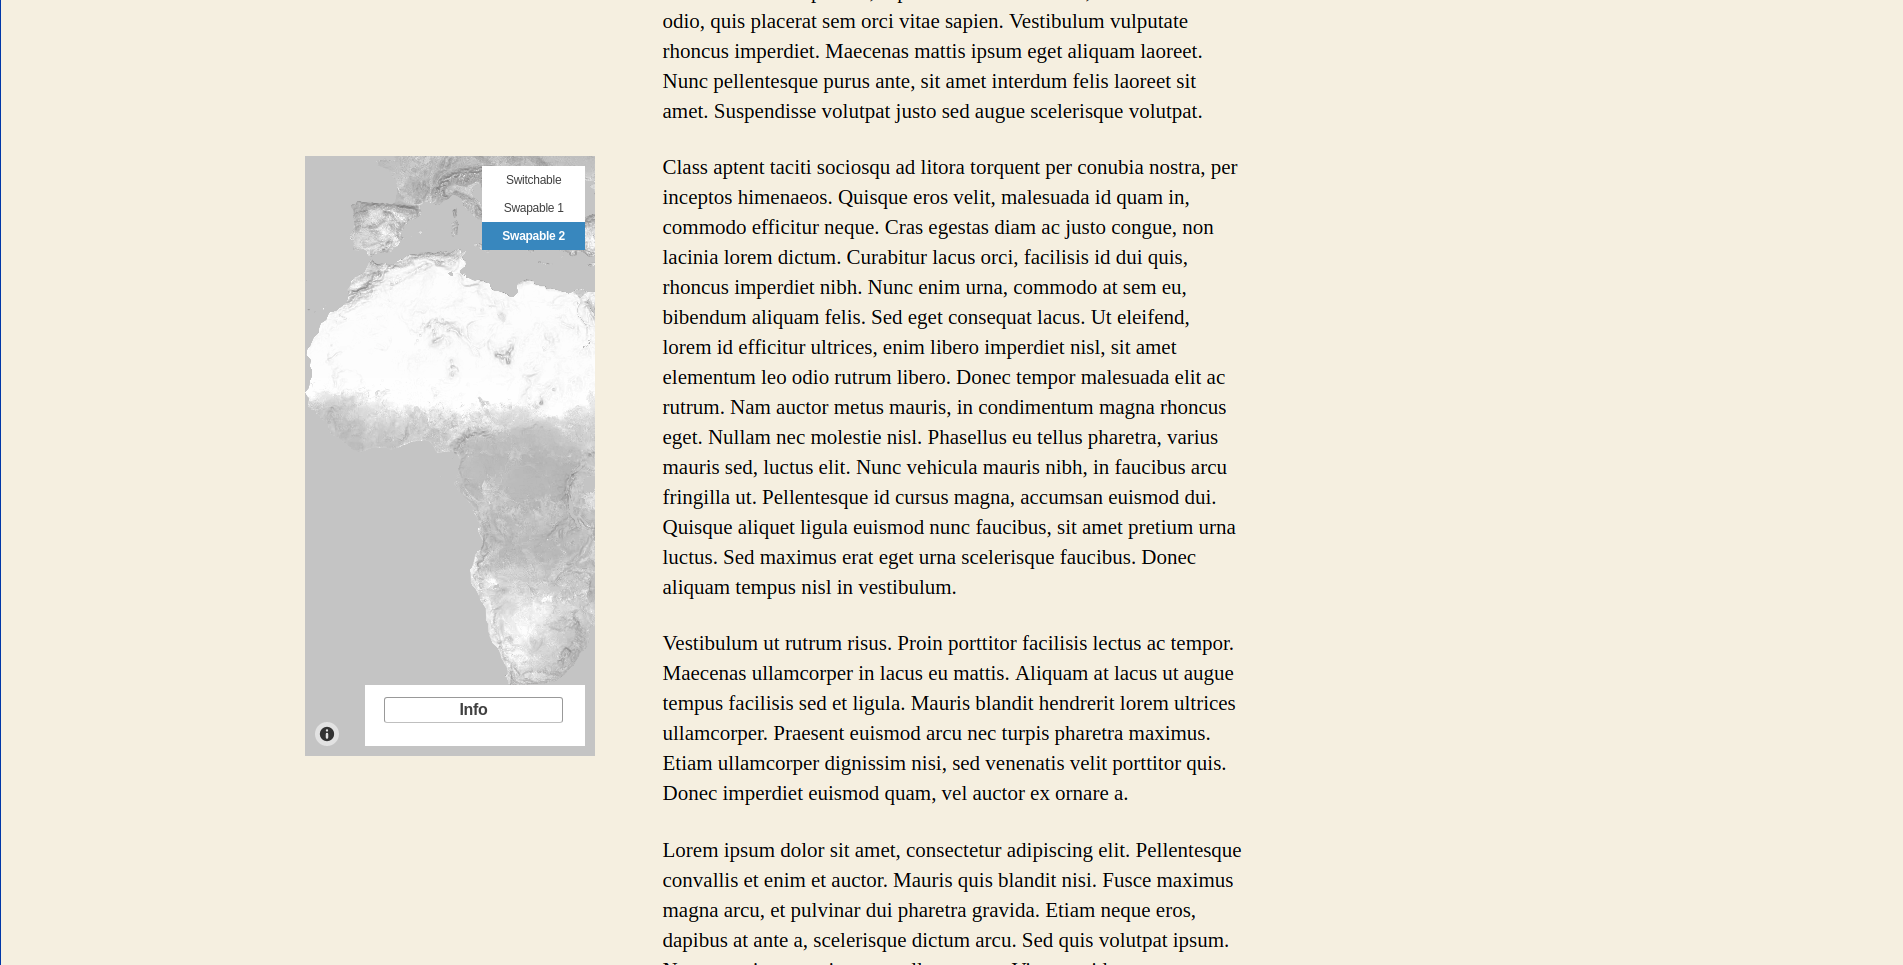 odio, quis placerat sem orci vitae sapien. Vestibulum vulputate
rhoncus imperdiet. Maecenas mattis ipsum eget aliquam laoreet.
Nunc pellentesque purus ante, sit amet interdum felis laoreet sit
amet. Suspendisse volutpat justo sed augue scelerisque volutpat.
Switchable
Swapable 1
Swapable 2
Info
Class aptent taciti sociosqu ad litora torquent per conubia nostra, per
inceptos himenaeos. Quisque eros velit, malesuada id quam in,
commodo efficitur neque. Cras egestas diam ac justo congue, non
lacinia lorem dictum. Curabitur lacus orci, facilisis id dui quis,
rhoncus imperdiet nibh. Nunc enim urna, commodo at sem eu,
bibendum aliquam felis. Sed eget consequat lacus. Ut eleifend,
lorem id efficitur ultrices, enim libero imperdiet nisl, sit amet
elementum leo odio rutrum libero. Donec tempor malesuada elit ac
rutrum. Nam auctor metus mauris, in condimentum magna rhoncus
eget. Nullam nec molestie nisl. Phasellus eu tellus pharetra, varius
mauris sed, luctus elit. Nunc vehicula mauris nibh, in faucibus arcu
fringilla ut. Pellentesque id cursus magna, accumsan euismod dui.
Quisque aliquet ligula euismod nunc faucibus, sit amet pretium urna
luctus. Sed maximus erat eget urna scelerisque faucibus. Donec
aliquam tempus nisl in vestibulum.
Vestibulum ut rutrum risus. Proin porttitor facilisis lectus ac tempor.
Maecenas ullamcorper in lacus eu mattis. Aliquam at lacus ut augue
tempus facilisis sed et ligula. Mauris blandit hendrerit lorem ultrices
ullamcorper. Praesent euismod arcu nec turpis pharetra maximus.
Etiam ullamcorper dignissim nisi, sed venenatis velit porttitor quis.
Donec imperdiet euismod quam, vel auctor ex ornare a.
Lorem ipsum dolor sit amet, consectetur adipiscing elit. Pellentesque
convallis et enim et auctor. Mauris quis blandit nisi. Fusce maximus
magna arcu, et pulvinar dui pharetra gravida. Etiam neque eros,
dapibus at ante a, scelerisque dictum arcu. Sed quis volutpat ipsum.